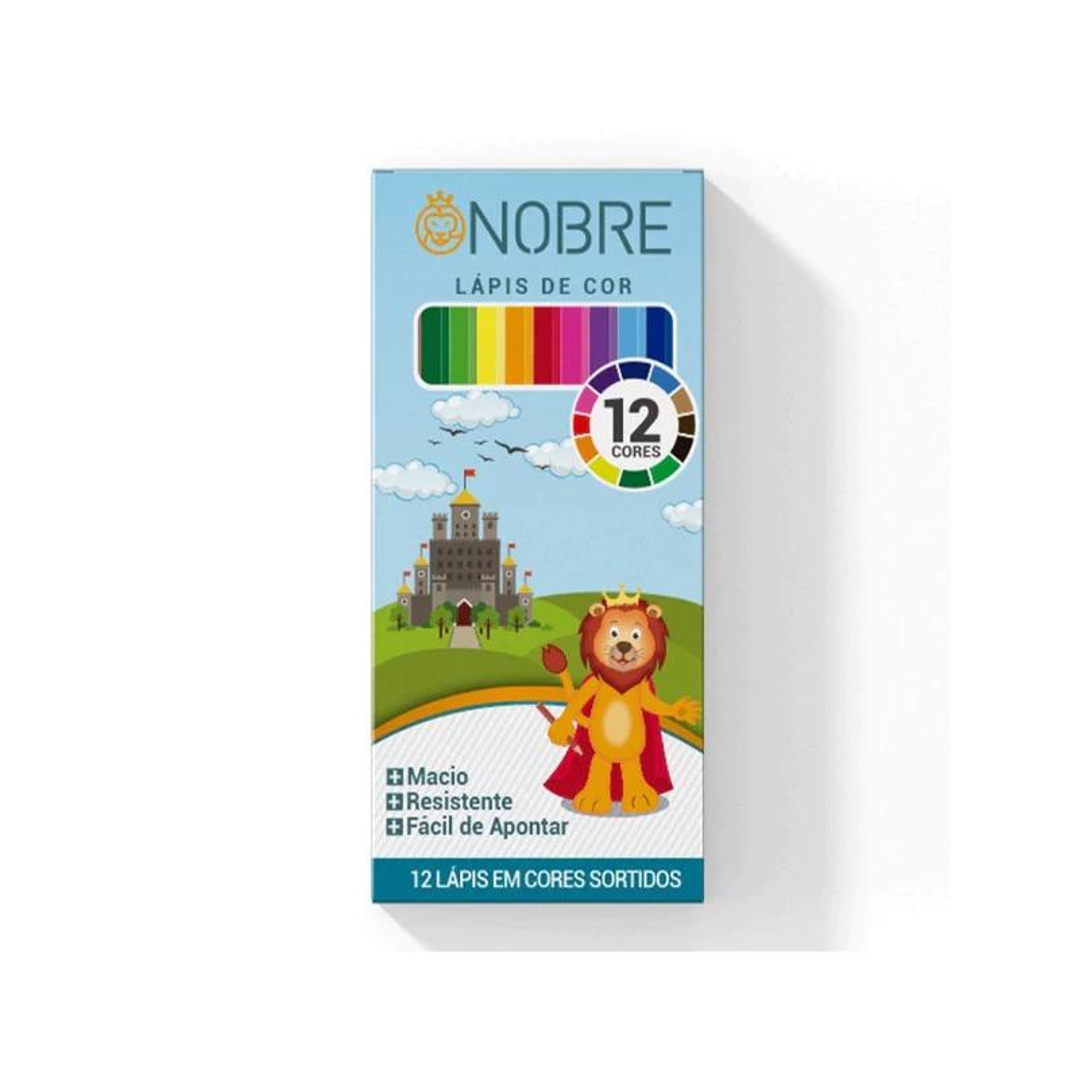 NOBRE
LÁPIS DE COR
12
CORES
Macio
Resistente
Fácil de Apontar
12 LÁPIS EM CORES SORTIDOS